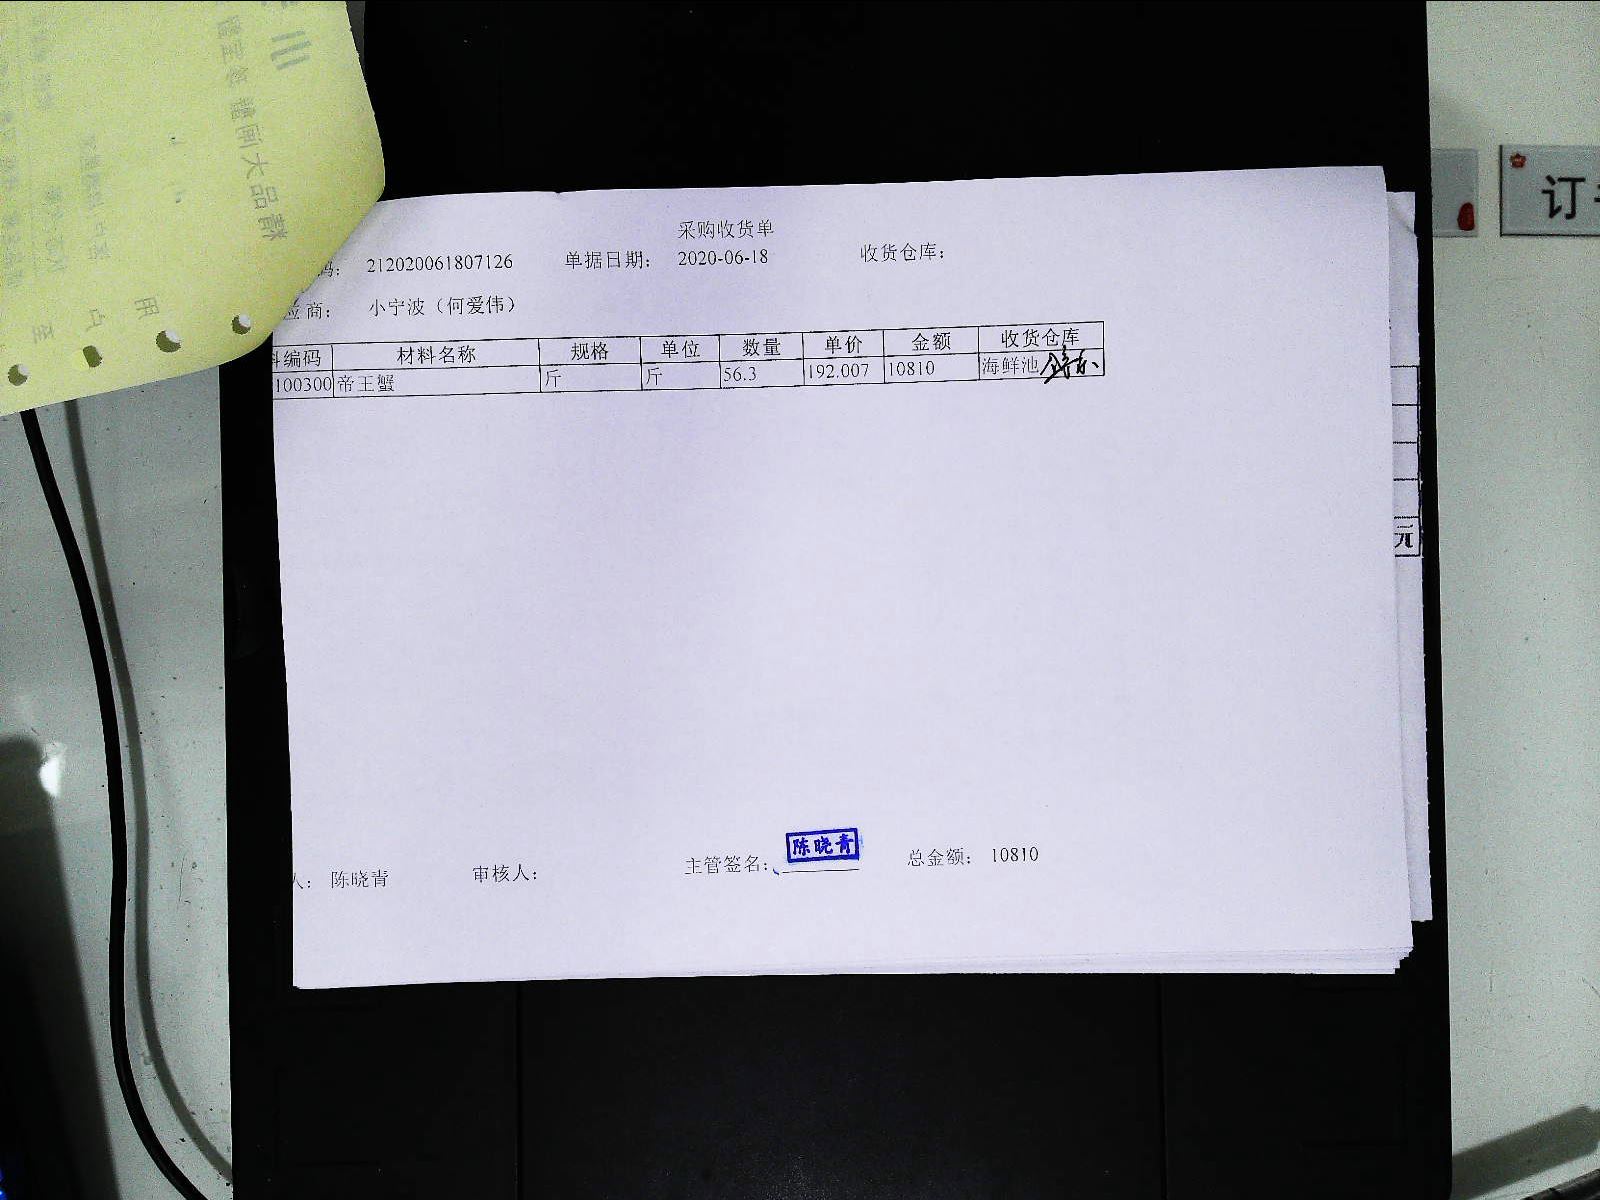 采购收货单
码： 212020061807126 单据日期： 2020-06-18 收货仓库：
应商： 小宁波（何爱伟）
料编码 材料名称 规格 单位 数量 单价 金额 收货仓库
100300 帝王蟹 斤 斤 56.3 192.007 10810 海鲜池
人： 陈晓青 审核人： 主管签名： 陈晓青 总金额： 10810
元
订